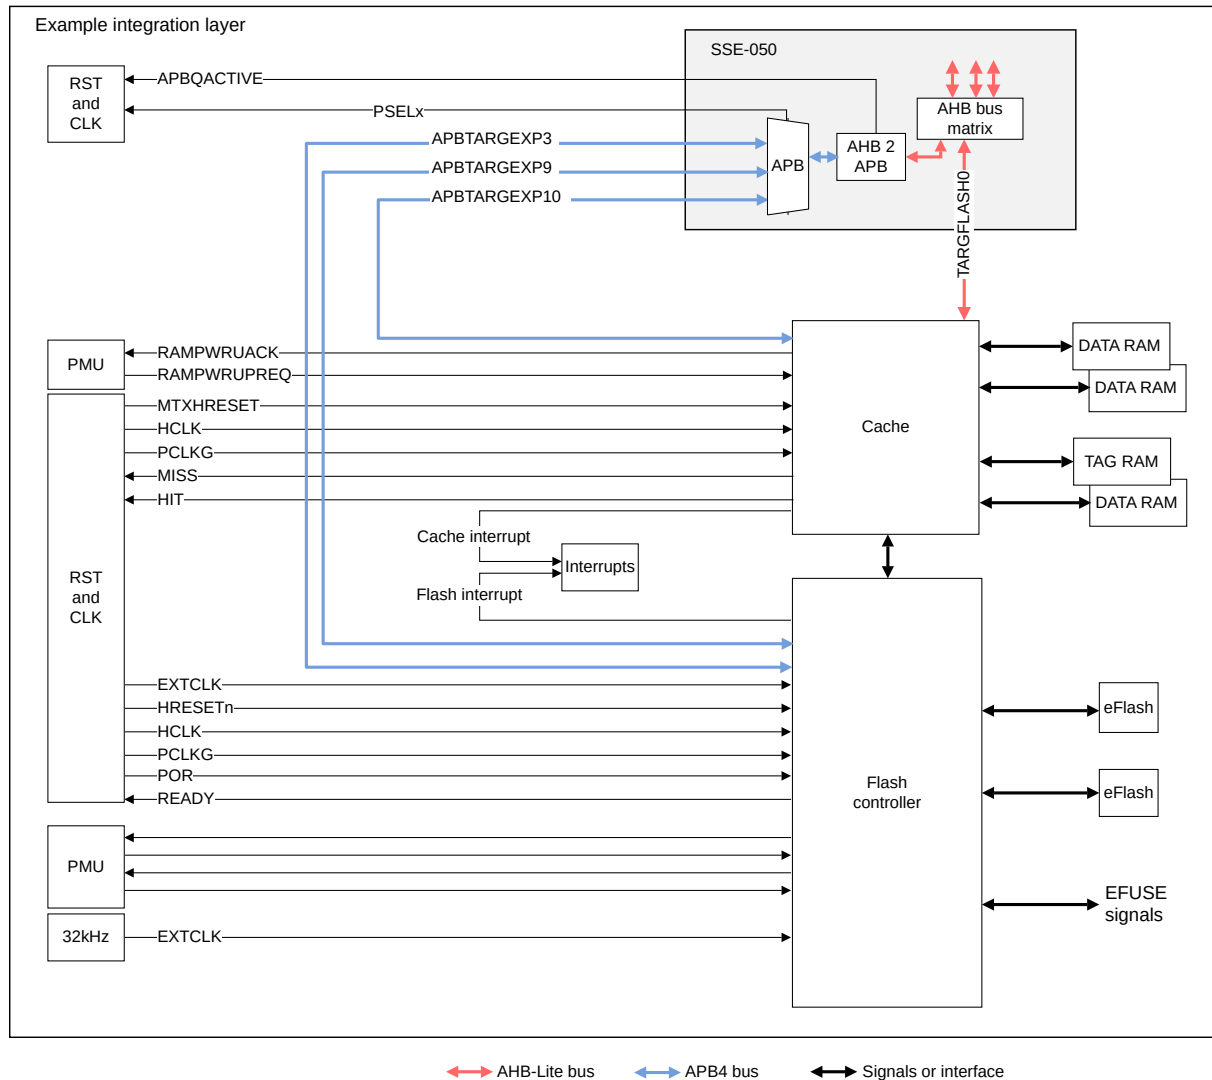 Example integration layer
SSE-050
RST
and
CLK
APBQACTIVE
PSELx
AHB bus
matrix
APBTARGEXP3
APBTARGEXP9
APBTARGEXP10
APB
AHB 2
APB
TARGFLASH0
PMU
RAMPWRUACK
RAMPWRUPREQ
MTXHRESET
HCLK
PCLKG
MISS
HIT
Cache
DATA RAM
DATA RAM
TAG RAM
DATA RAM
Cache interrupt
Interrupts
Flash interrupt
RST
and
CLK
EXTCLK
HRESETn
HCLK
PCLKG
POR
READY
Flash
controller
eFlash
eFlash
PMU
EFUSE
signals
32kHz
EXTCLK
AHB-Lite bus
APB4 bus
Signals or interface